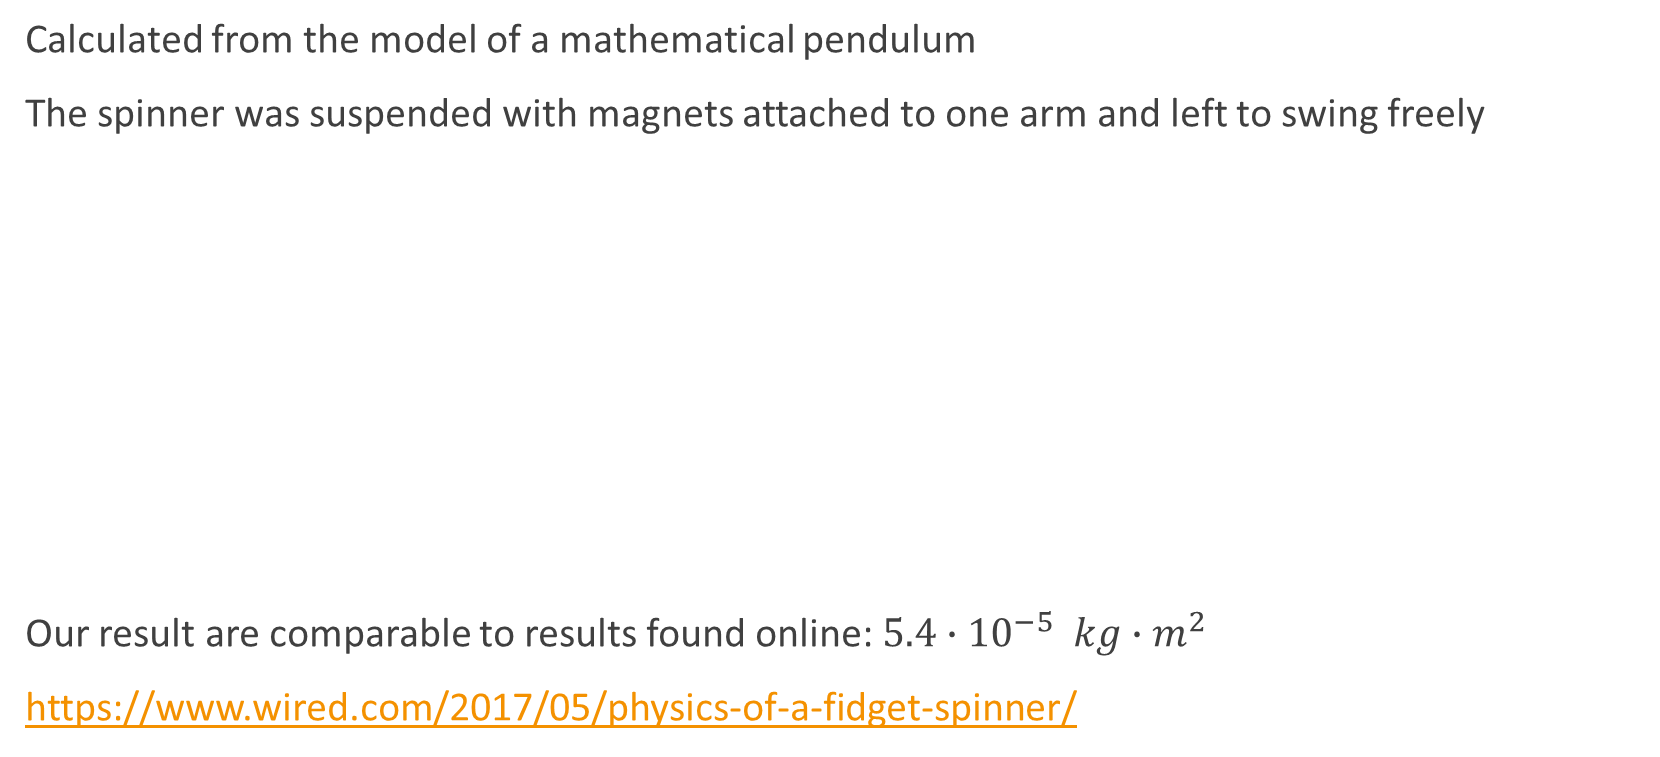 Calculated from the model of a mathematical pendulum
The spinner was suspended with magnets attached to one arm and left to swing freely
Our result are comparable to results found online: 5.4 · 10⁻⁵ kg · m²
https://www.wired.com/2017/05/physics-of-a-fidget-spinner/